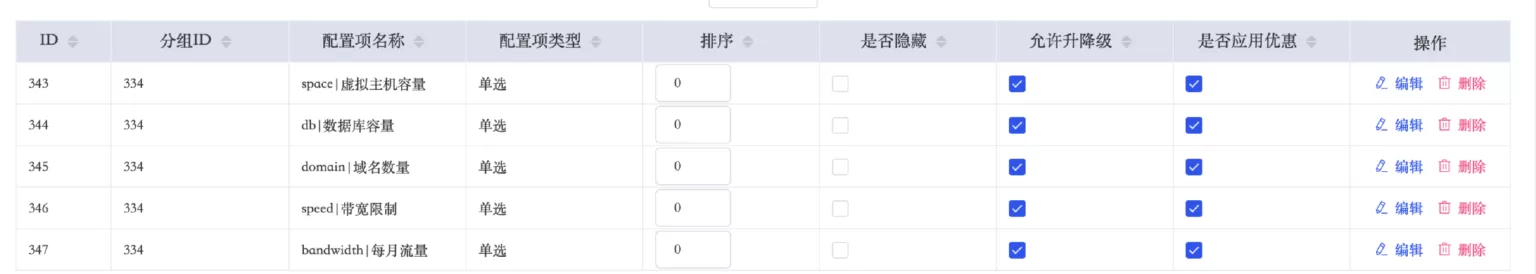 ID 分组ID 配置项名称 配置项类型 排序 是否隐藏 允许升降级 是否应用优惠 操作
343 334 space|虚拟主机容量 单选 0 编辑 删除
344 334 db|数据库容量 单选 0 编辑 删除
345 334 domain|域名数量 单选 0 编辑 删除
346 334 speed|带宽限制 单选 0 编辑 删除
347 334 bandwidth|每月流量 单选 0 编辑 删除